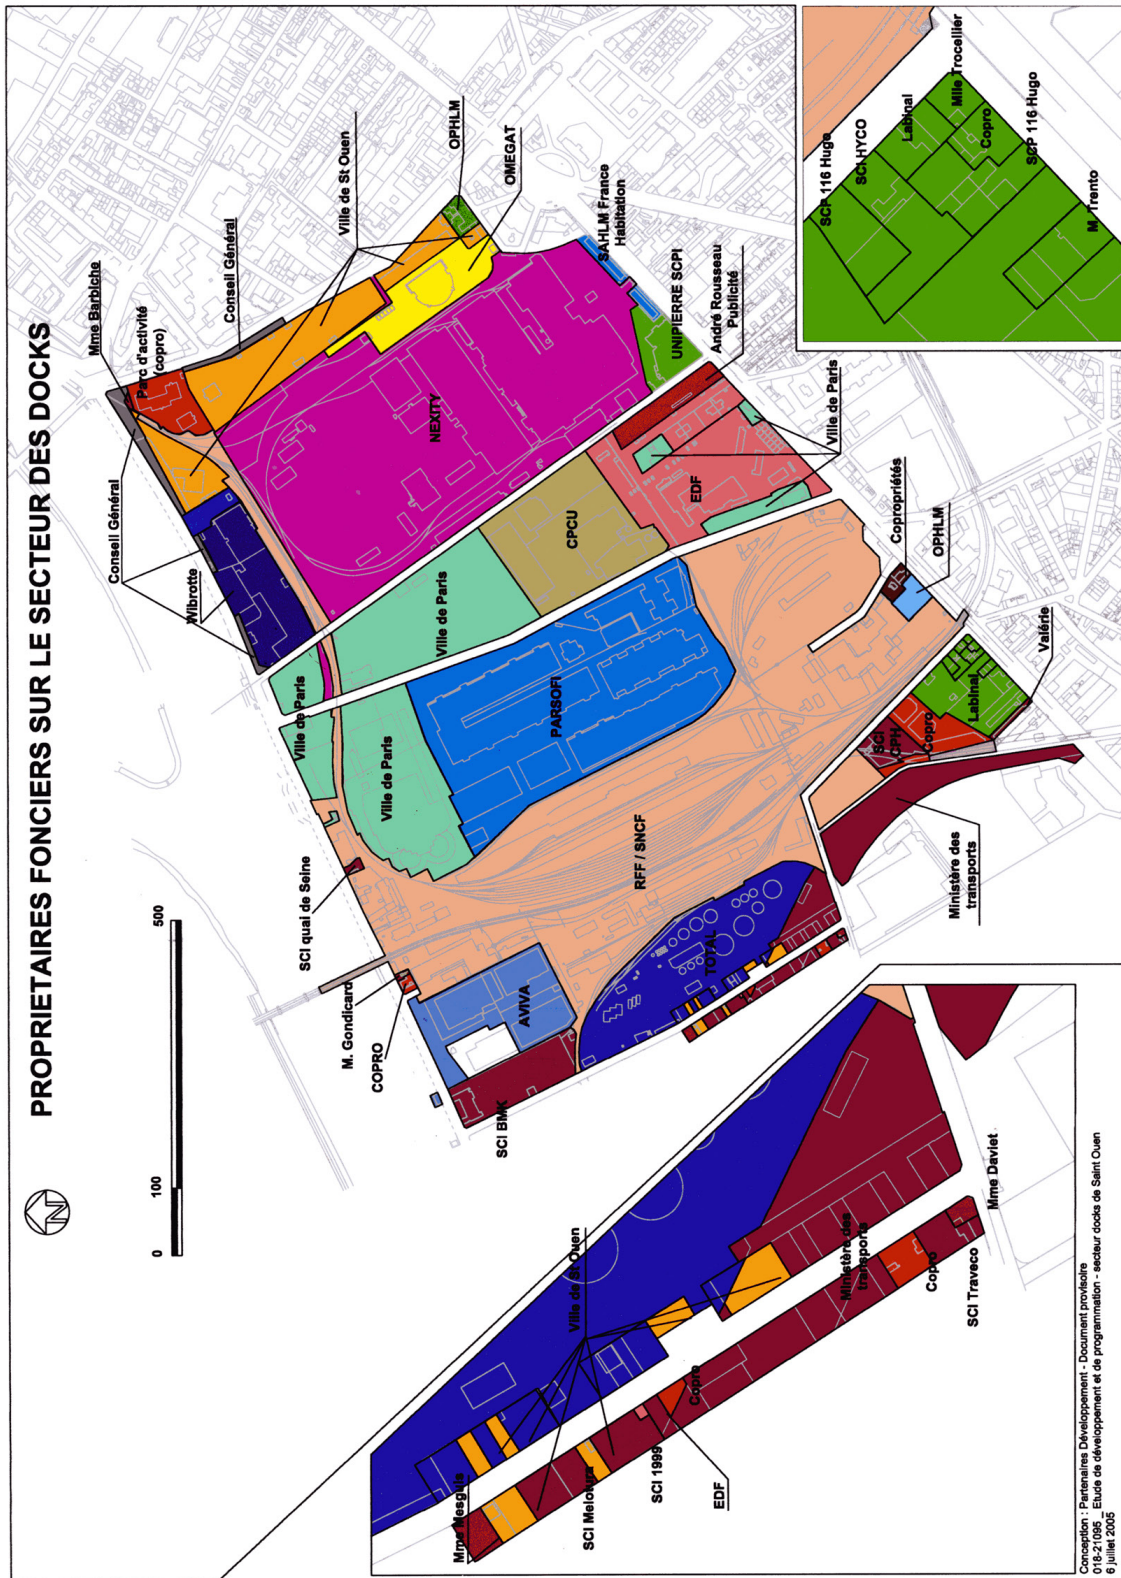 PROPRIETAIRES FONCIERS SUR LE SECTEUR DES DOCKS
N
0
100
500
Mme Barbiche
Parc d'activité
(copro)
Conseil Général
Ville de St Ouen
OPHLM
OMEGAT
Conseil Général
Wibrotte
NEXITY
SAHLM France
Habitation
UNIPIERRE SCPI
André Rousseau
Publicité
Ville de Paris
Ville de Paris
Ville de Paris
Ville de Paris
CPCU
EDF
PARSOFI
Copropriétés
OPHLM
Valérie
SCI quai de Seine
M. Gondicard
COPRO
AVIVA
SCI BMK
RFF / SNCF
TOTAL
SCI
CPH
Copro
Labinal
Ministère des
transports
SCP 116 Hugo
SCI HYCO
Labinal
Mlle Trocellier
Copro
SCP 116 Hugo
M. Trento
Ville de St Ouen
Mme Mesguis
SCI Melotura
SCI 1999
EDF
Copro
Ministère des
transports
Copro
SCI Traveco
Mme Daviet
Conception : Partenaires Développement - Document provisoire
018-21095_ Etude de développement et de programmation - secteur docks de Saint Ouen
6 juillet 2005